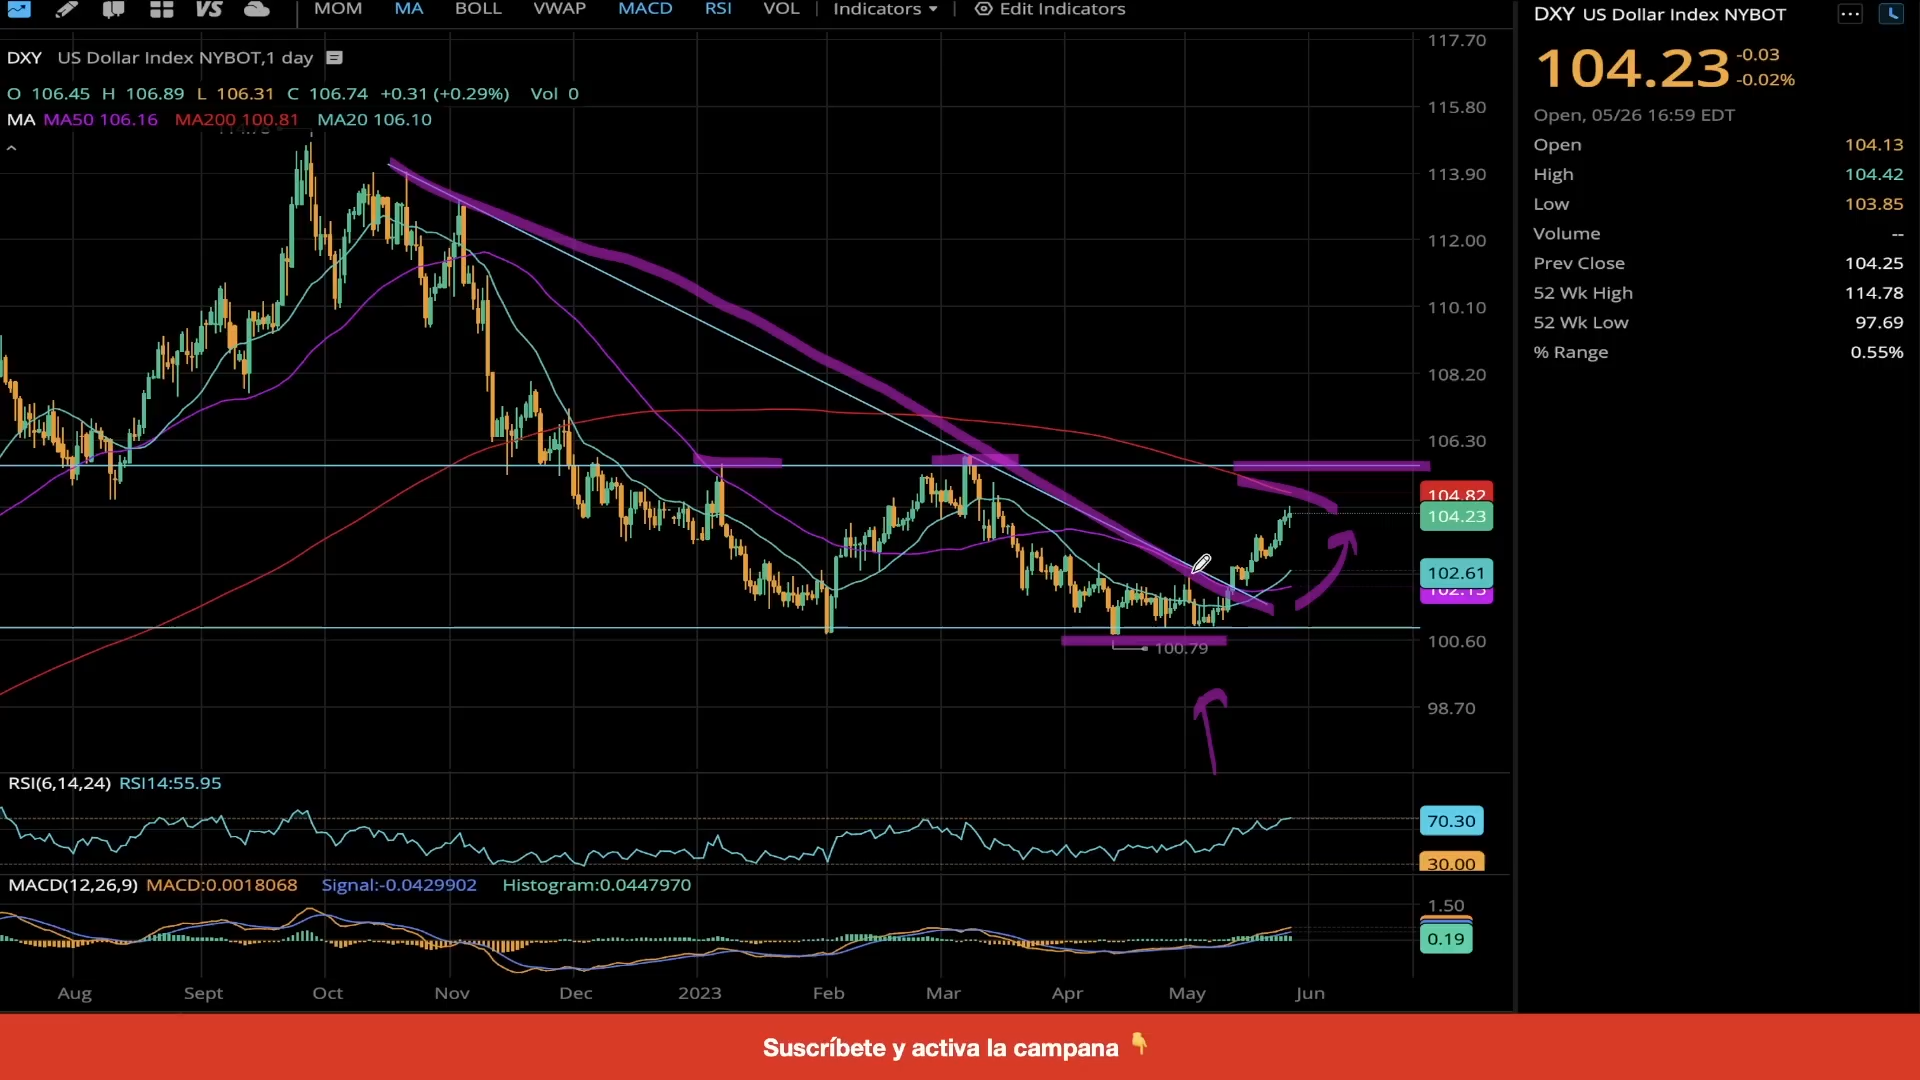 VS MOM MA BOLL VWAP MACD RSI VOL Indicators Edit Indicators
DXY US Dollar Index NYBOT,1 day
O 106.45 H 106.89 L 106.31 C 106.74 +0.31 (+0.29%) Vol 0
MA MA50 106.16 MA200 100.81 MA20 106.10
117.70
115.80
113.90
112.00
110.10
108.20
106.30
104.82
104.23
102.61
102.15
100.60
100.79
98.70
RSI(6,14,24) RSI14:55.95
70.30
30.00
MACD(12,26,9) MACD:0.0018068 Signal:-0.0429902 Histogram:0.0447970
1.50
0.19
Aug Sept Oct Nov Dec 2023 Feb Mar Apr May Jun
DXY US Dollar Index NYBOT
104.23 -0.03
-0.02%
Open, 05/26 16:59 EDT
Open 104.13
High 104.42
Low 103.85
Volume --
Prev Close 104.25
52 Wk High 114.78
52 Wk Low 97.69
% Range 0.55%
Suscríbete y activa la campana 👇